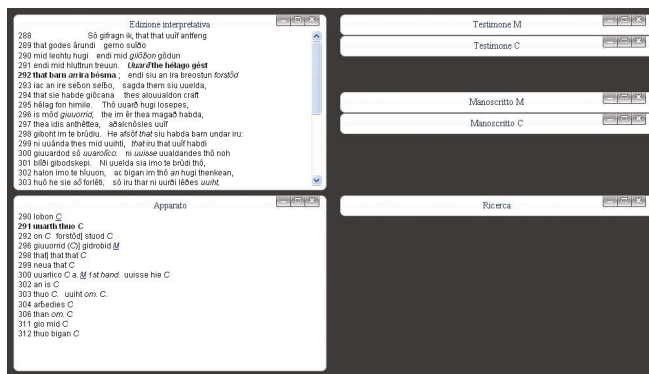 Edizione interpretativa
288 Sô gifragn ik, that that uuîf antfeng
289 that godes ârundi gerno suîðo
290 mid leohtu hugi endi mid gilôƀon gôdun
291 endi mid hluttrun treuun. Uuarð the hêlago gêst
292 that barn an ira bôsma ; endi siu an ira breostun forstôd
293 iac an ire seƀon selƀo, sagda them siu uuelda,
294 that sie habde giôcana thes alouualdon craft
295 hêlag fon himile. Thô uuarð hugi Iosepes,
296 is môd giuuorrid, the im êr thea magað habda,
297 thea idis anthêttea, aðalcnôsles uuîf
298 giboht im te brûdiu. He afsôf that siu habda barn undar iru:
299 ni uuânda thes mid uuihti, that iru that uuîf habdi
300 giuuardod sô uuarolîco: ni uuisse uualdandes thô noh
301 blîði gibodskepi. Ni uuelda sia imo te brûdi thô,
302 halon imo te hîuuon, ac bigan im thô an hugi thenkean,
303 huô he sie sô forlêti, sô iru thar ni uurði lêðes uuiht,
Apparato
290 lobon C
291 uuarth thuo C
292 on C forstôd] stuod C
296 giuuorrid (C)] gidrobid M
298 that] that that C
299 neua that C
300 uuarlico C a. M 1 st hand. uuisse hie C
302 an is C
303 thuo C. uuiht om. C.
304 arƀedies C
306 than om. C
311 gio mid C
312 thuo bigan C
Testimone M
Testimone C
Manoscritto M
Manoscritto C
Ricerca